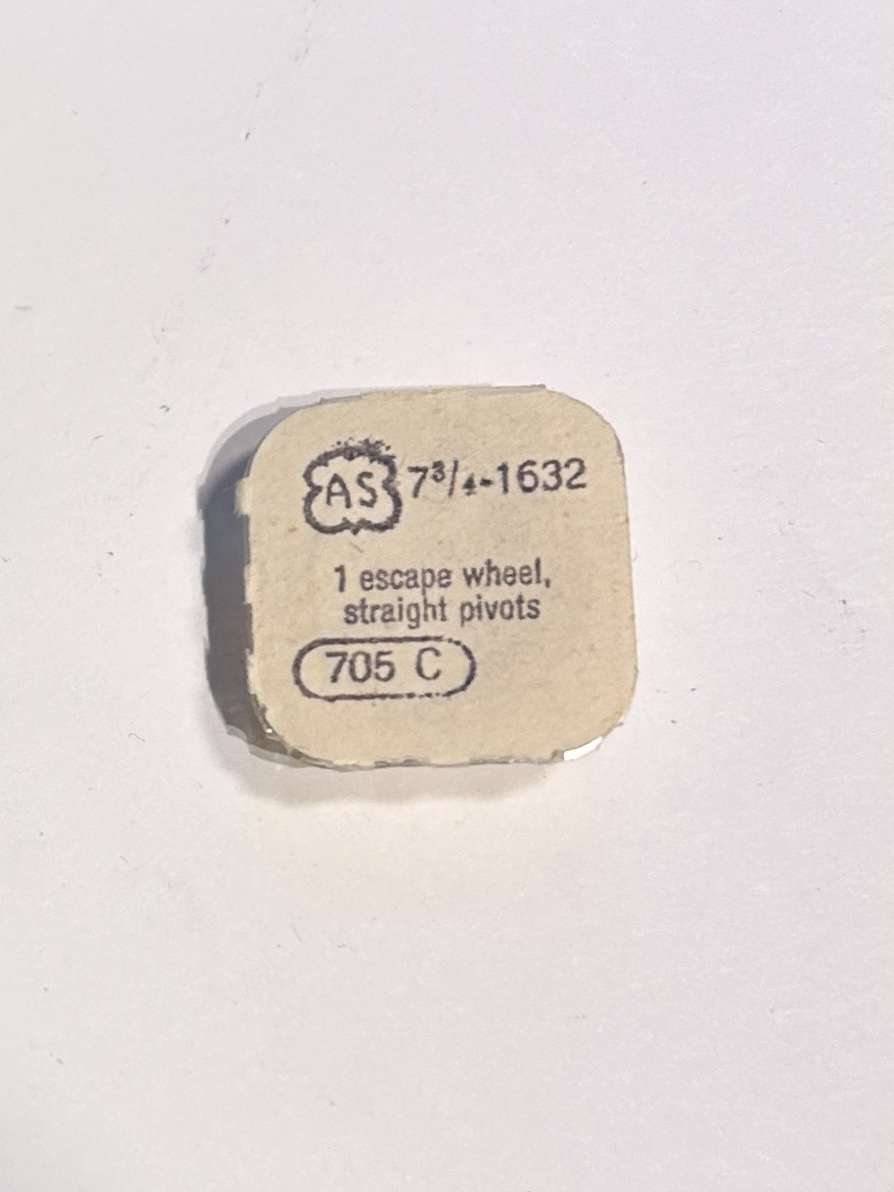 AS 7¾-1632
1 escape wheel,
straight pivots
705 C